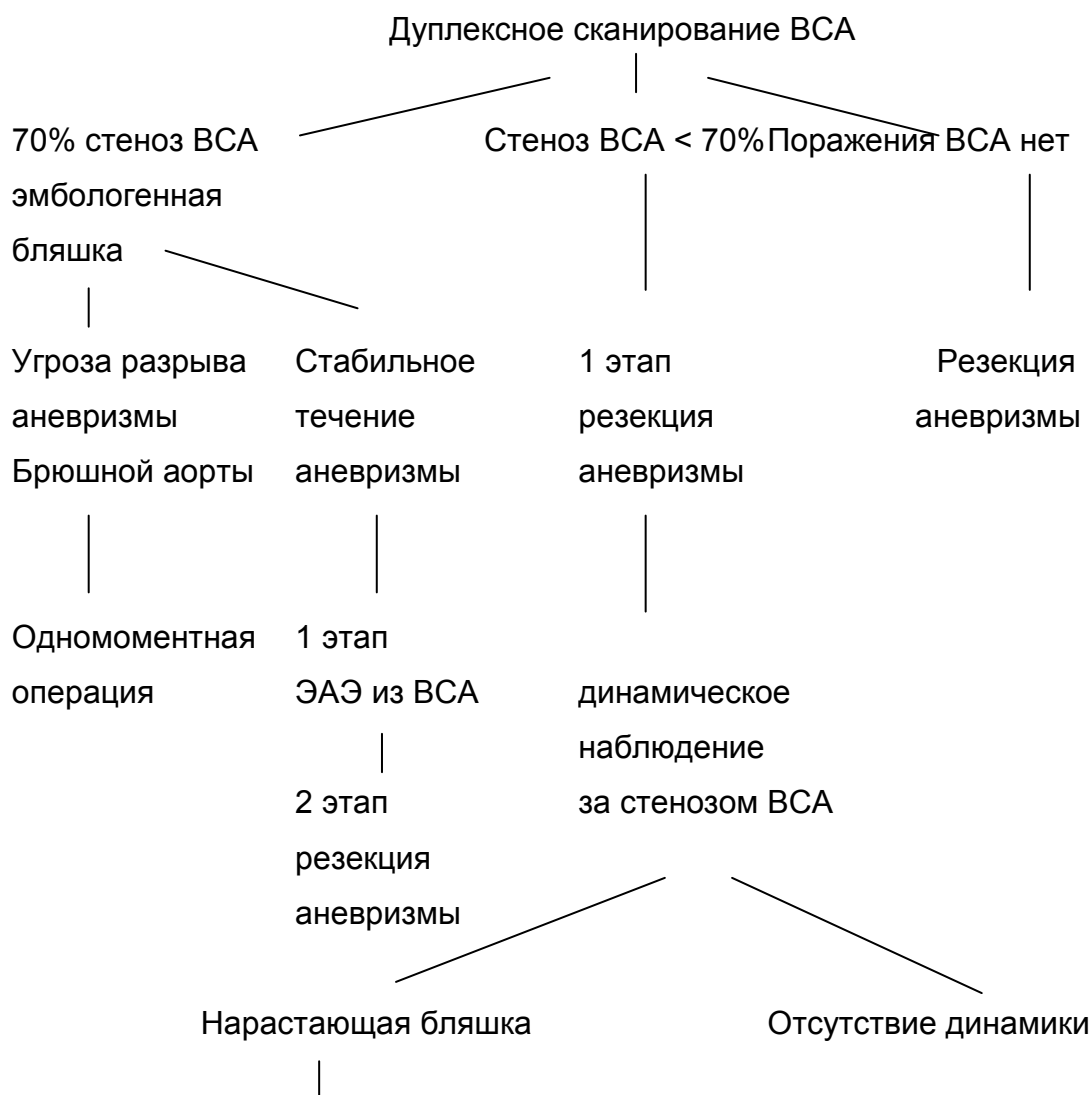 Дуплексное сканирование ВСА
70% стеноз ВСА
эмбологенная
бляшка
Стеноз ВСА < 70%
Поражения ВСА нет
Угроза разрыва
аневризмы
Брюшной аорты
Стабильное
течение
аневризмы
1 этап
резекция
аневризмы
Резекция
аневризмы
Одномоментная
операция
1 этап
ЭАЭ из ВСА
2 этап
резекция
аневризмы
динамическое
наблюдение
за стенозом ВСА
Нарастающая бляшка
Отсутствие динамики